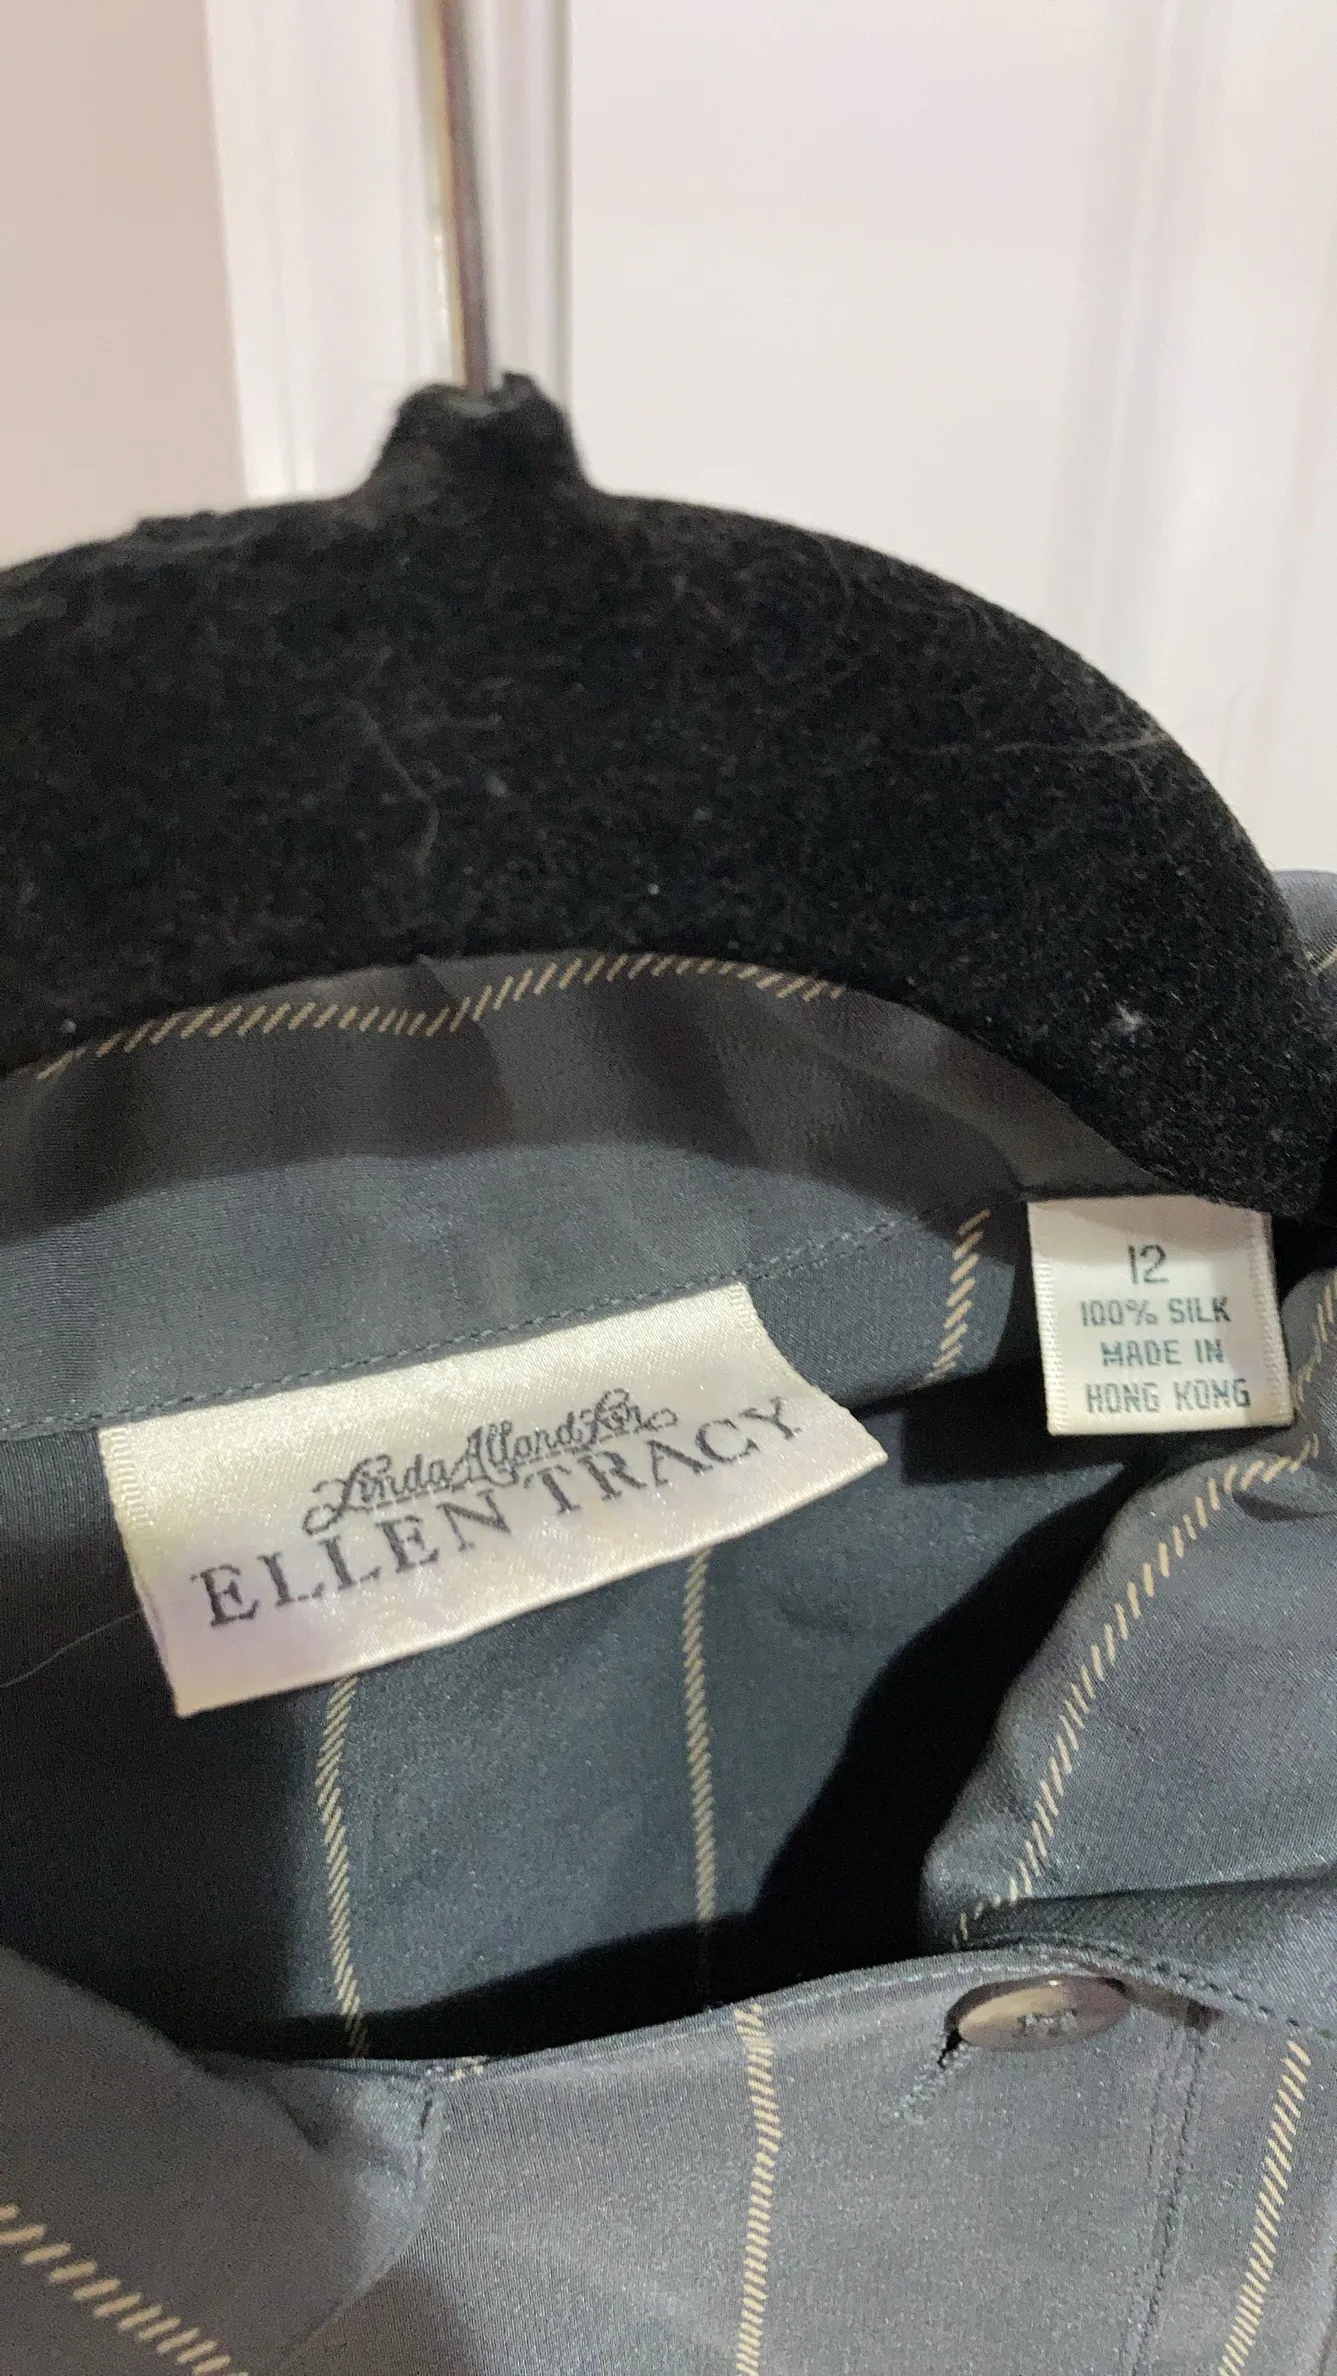 Linda Allard For
ELLEN TRACY
12
100% SILK
MADE IN
HONG KONG